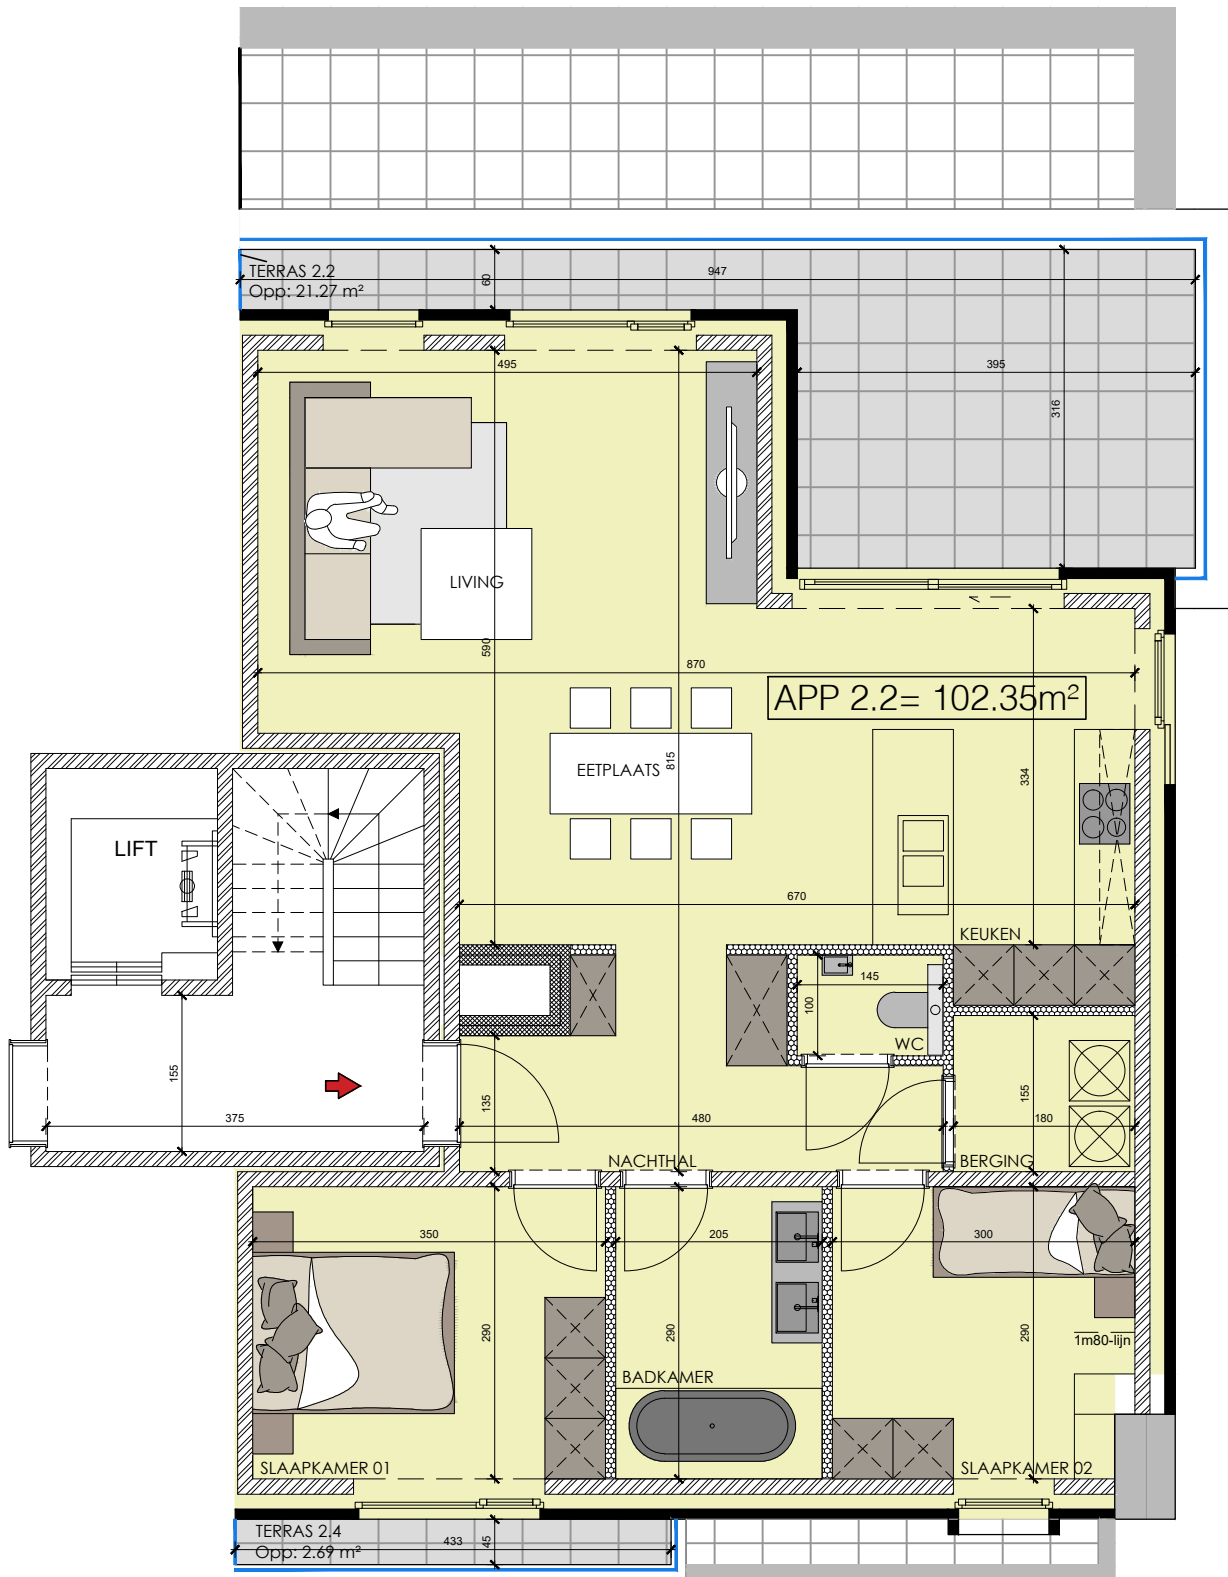 TERRAS 2.2
Opp: 21.27 m²
60
947
495
395
316
LIVING
590
870
APP 2.2= 102.35m²
EETPLAATS
815
334
LIFT
670
KEUKEN
145
100
WC
155
375
135
480
155
180
NACHTHAL
BERGING
350
205
300
290
290
290
1m80-lijn
BADKAMER
SLAAPKAMER 01
SLAAPKAMER 02
TERRAS 2.4
Opp: 2.69 m²
433
45